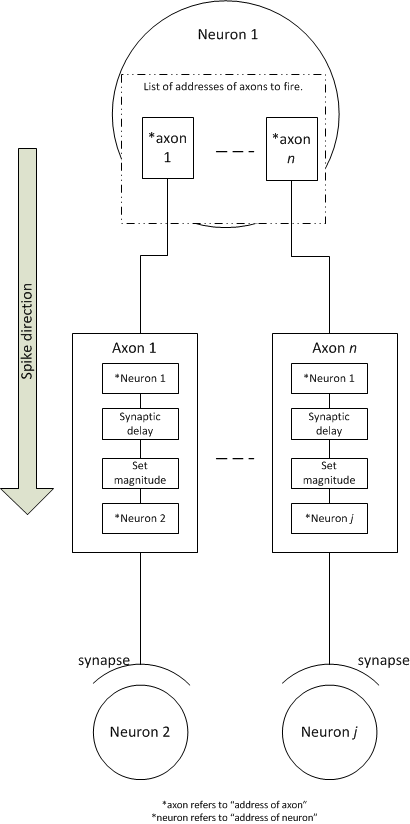 Neuron 1
List of addresses of axons to fire.
*axon
1
*axon
n
Spike direction
Axon 1
*Neuron 1
Synaptic
delay
Set
magnitude
*Neuron 2
Axon n
*Neuron 1
Synaptic
delay
Set
magnitude
*Neuron j
synapse
synapse
Neuron 2
Neuron j
*axon refers to “address of axon”
*neuron refers to “address of neuron”